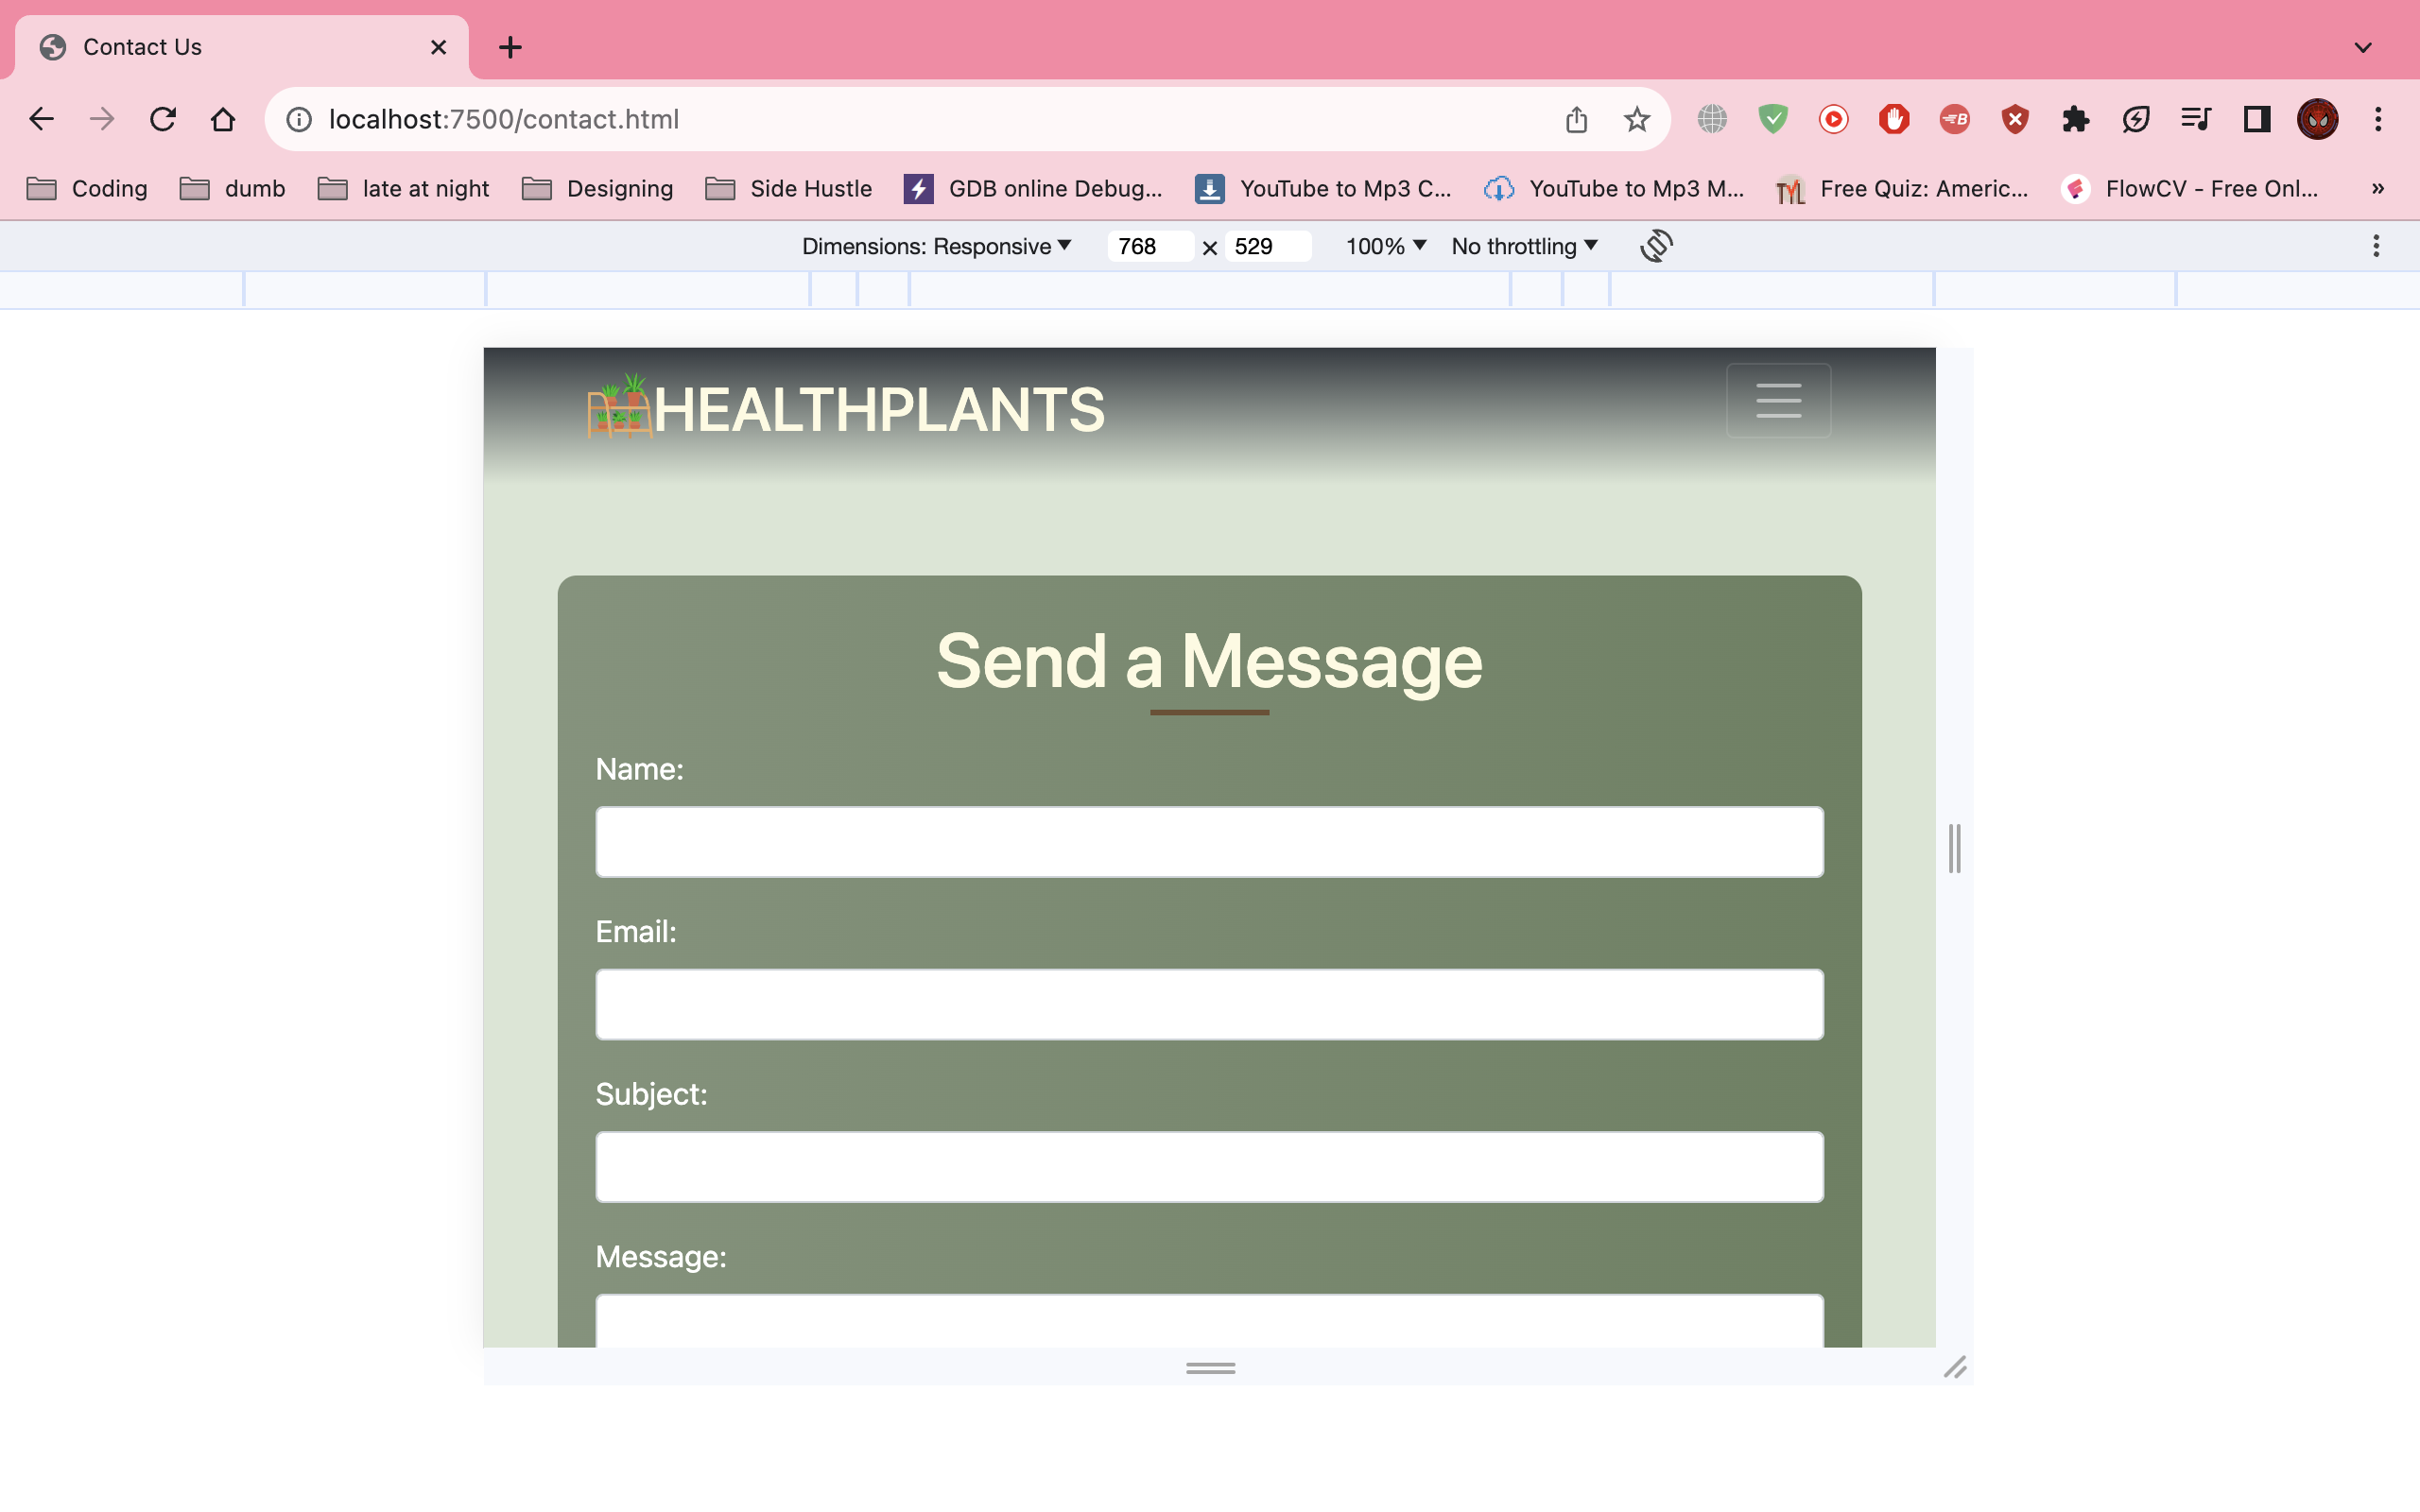 Contact Us
localhost:7500/contact.html
Coding
dumb
late at night
Designing
Side Hustle
GDB online Debug...
YouTube to Mp3 C...
YouTube to Mp3 M...
Free Quiz: Americ...
FlowCV - Free Onl...
»
Dimensions: Responsive 768 × 529 100% No throttling
HEALTHPLANTS
Send a Message
Name:
Email:
Subject:
Message: